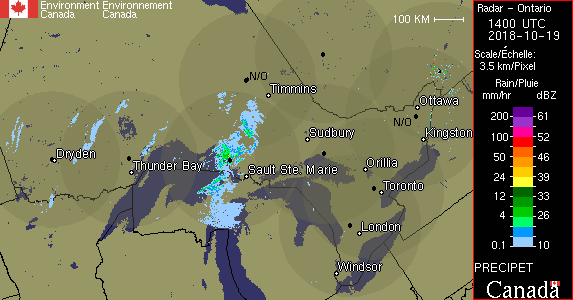 Environment Environnement
Canada Canada
100 KM
N/O
Timmins
Ottawa
N/O
Kingston
Sudbury
Dryden
Thunder Bay
Sault Ste. Marie
Orillia
Toronto
London
Windsor
Radar - Ontario
1400 UTC
2018-10-19
Scale/Échelle:
3.5 km/Pixel
Rain/Pluie
mm/hr dBZ
200 61
100 52
50 46
24 39
12 34
4 26
0.1 10
PRECIPET
Canada